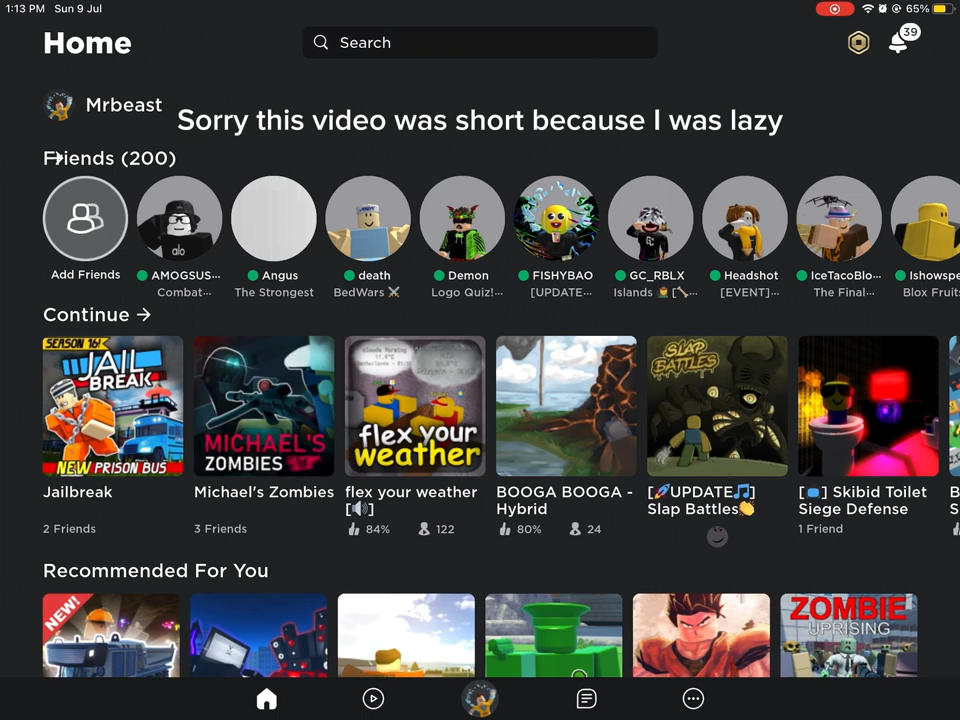 1:13 PM Sun 9 Jul
65%
Home
Search
39
Mrbeast
Sorry this video was short because I was lazy
Friends (200)
alo
Add Friends
AMOGSUS...
Angus
death
Demon
FISHYBAO
GC_RBLX
Headshot
IceTacoBlo...
Ishowspe
Combat...
The Strongest
BedWars ⚔️
Logo Quiz!...
[UPDATE...
Islands
[EVENT]...
The Final...
Blox Fruits
Continue →
SEASON 16!
JAIL
BREAK
NEW PRISON BUS
MICHAEL'S
ZOMBIES
flex your
weather
SLAP
BATTLES
Jailbreak
2 Friends
Michael's Zombies
3 Friends
flex your weather
[🔊]
84% 122
BOOGA BOOGA -
Hybrid
80% 24
[🚀UPDATE🎵]
Slap Battles👏
[🧼] Skibid Toilet
Siege Defense
1 Friend
Recommended For You
NEW!
ZOMBIE
UPRISING